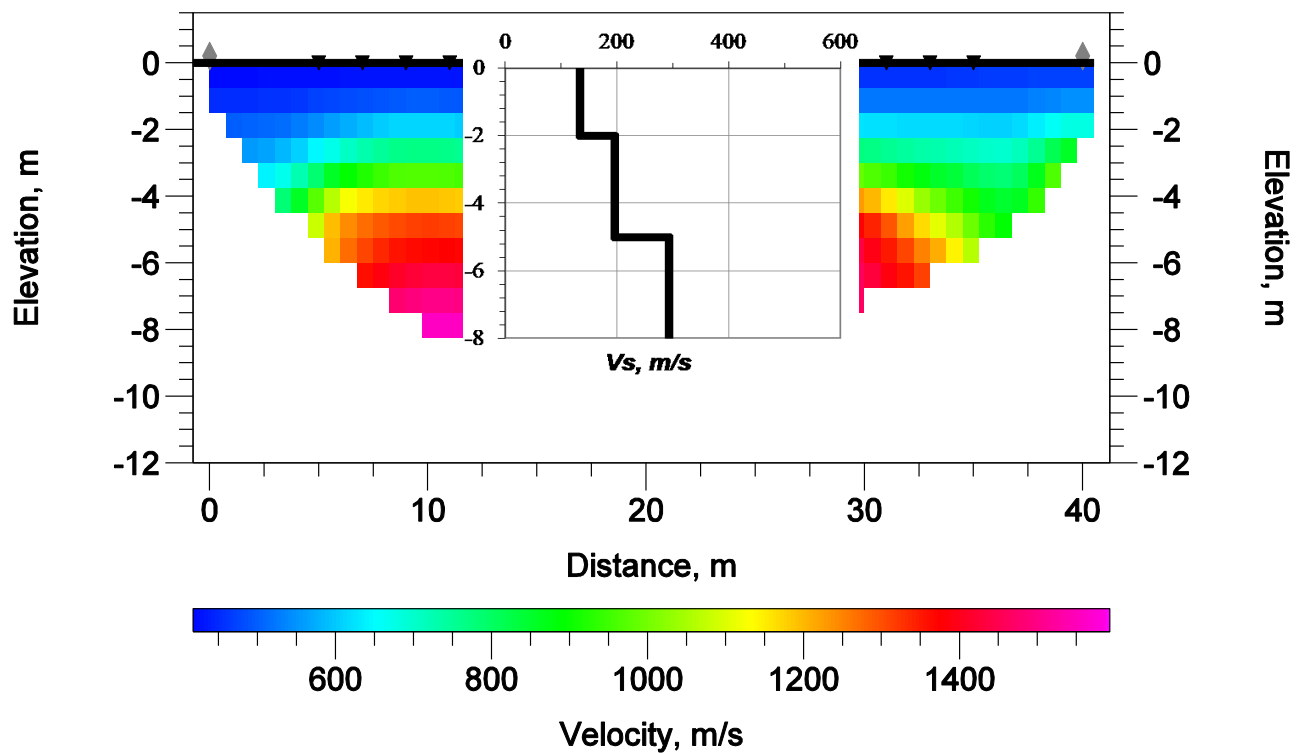 0 200 400 600
0 0 0
-2 -2 -2
-4 -4 -4
-6 -6 -6
-8 -8 -8
Vs, m/s
-10 -10
-12 -12
Elevation, m
Elevation, m
0 10 20 30 40
Distance, m
600 800 1000 1200 1400
Velocity, m/s